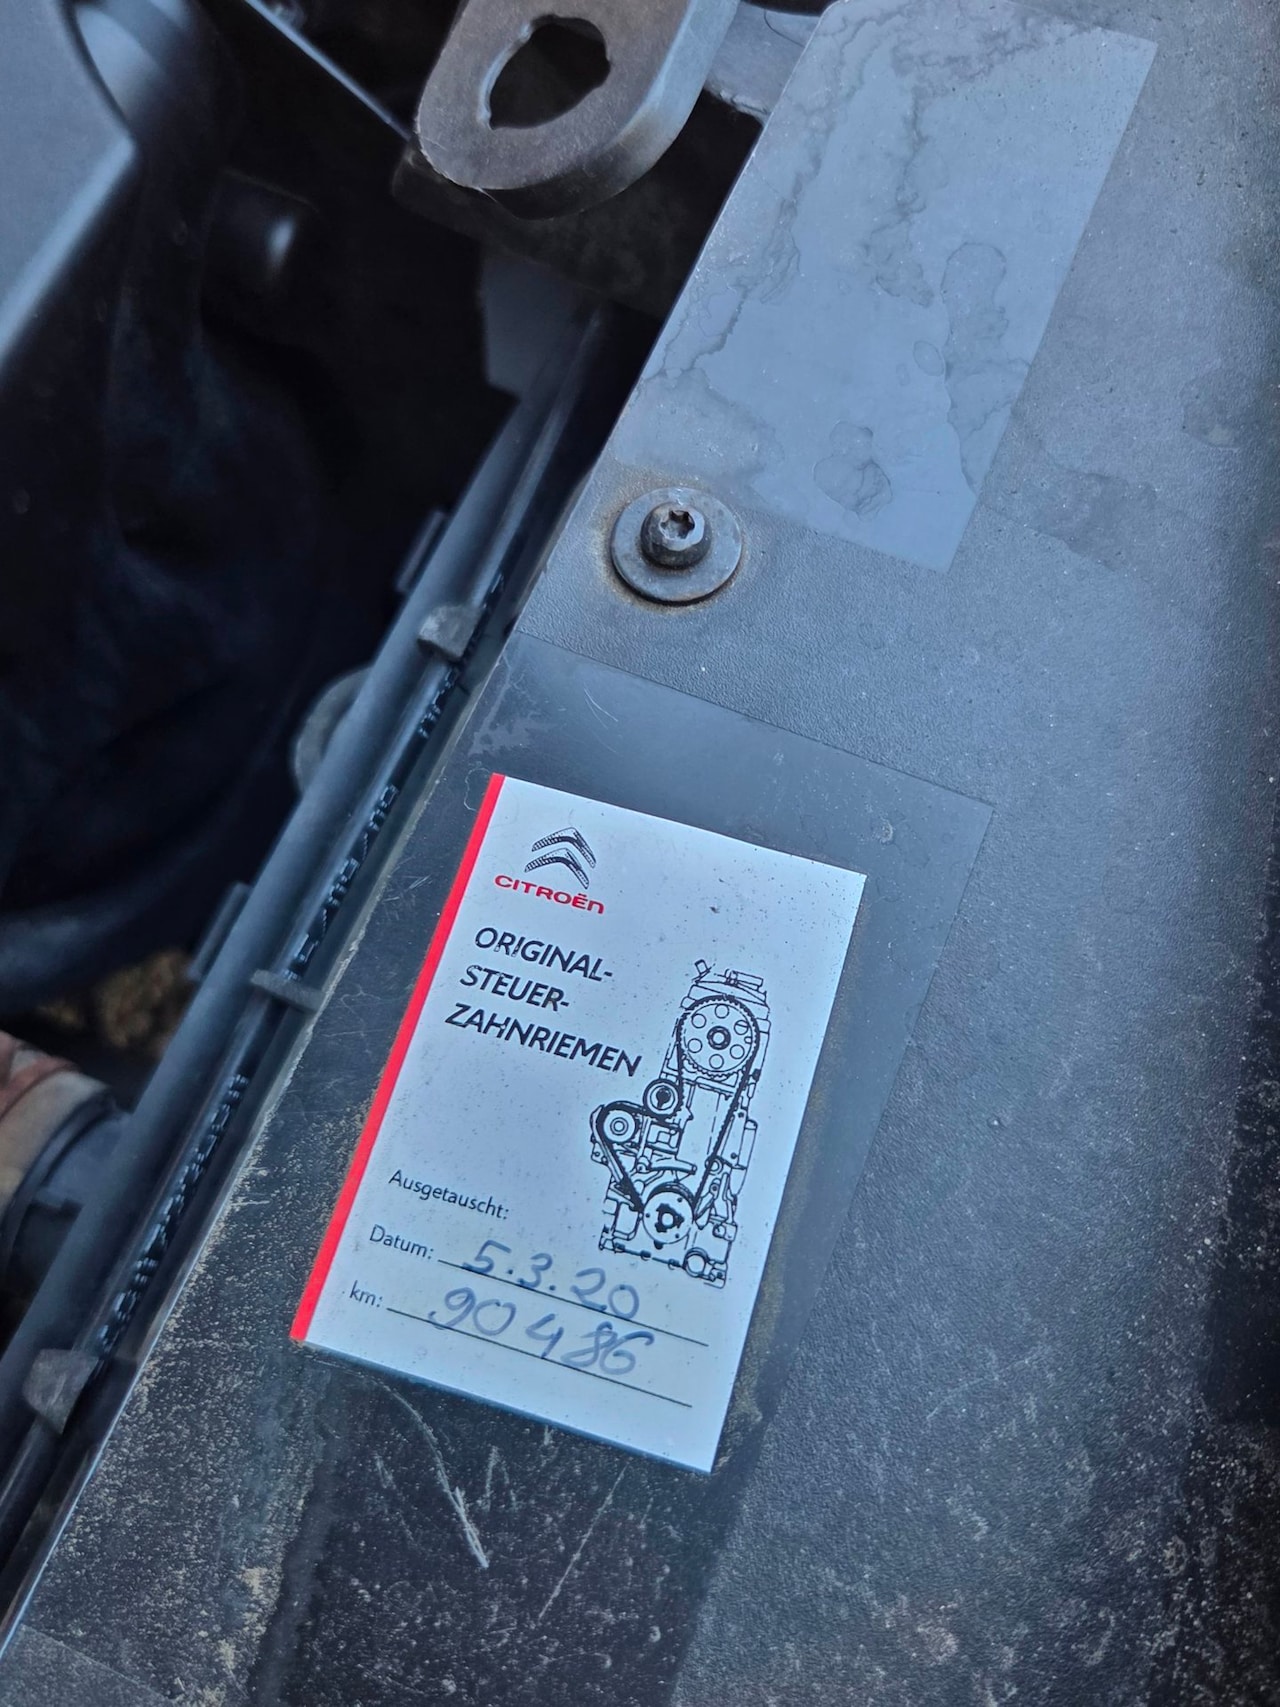 CITROËN
ORIGINAL-
STEUER-
ZAHNRIEMEN
Ausgetauscht:
Datum: 5.3.20
km: 90486